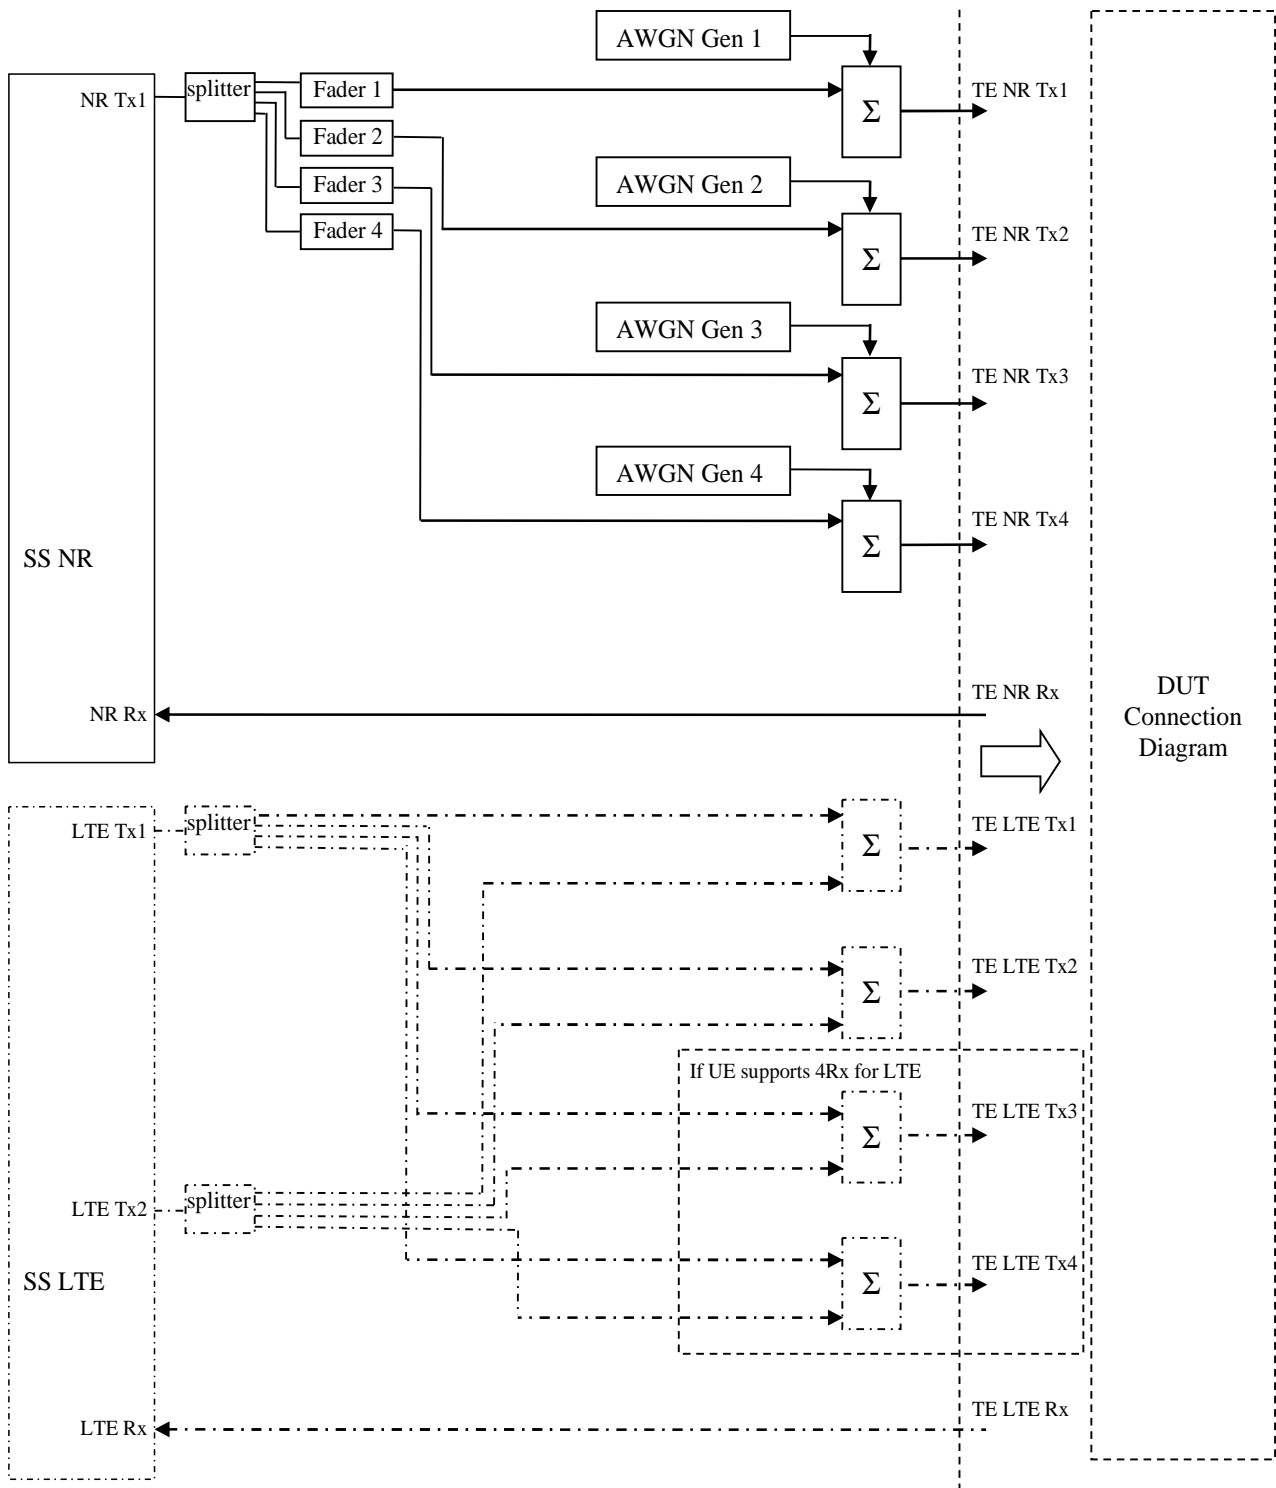 AWGN Gen 1
NR Tx1
splitter
Fader 1
Σ
TE NR Tx1
Fader 2
Fader 3
AWGN Gen 2
Fader 4
Σ
TE NR Tx2
AWGN Gen 3
Σ
TE NR Tx3
AWGN Gen 4
Σ
TE NR Tx4
SS NR
NR Rx
TE NR Rx
DUT
Connection
Diagram
LTE Tx1
splitter
Σ
TE LTE Tx1
Σ
TE LTE Tx2
If UE supports 4Rx for LTE
Σ
TE LTE Tx3
LTE Tx2
splitter
SS LTE
Σ
TE LTE Tx4
LTE Rx
TE LTE Rx